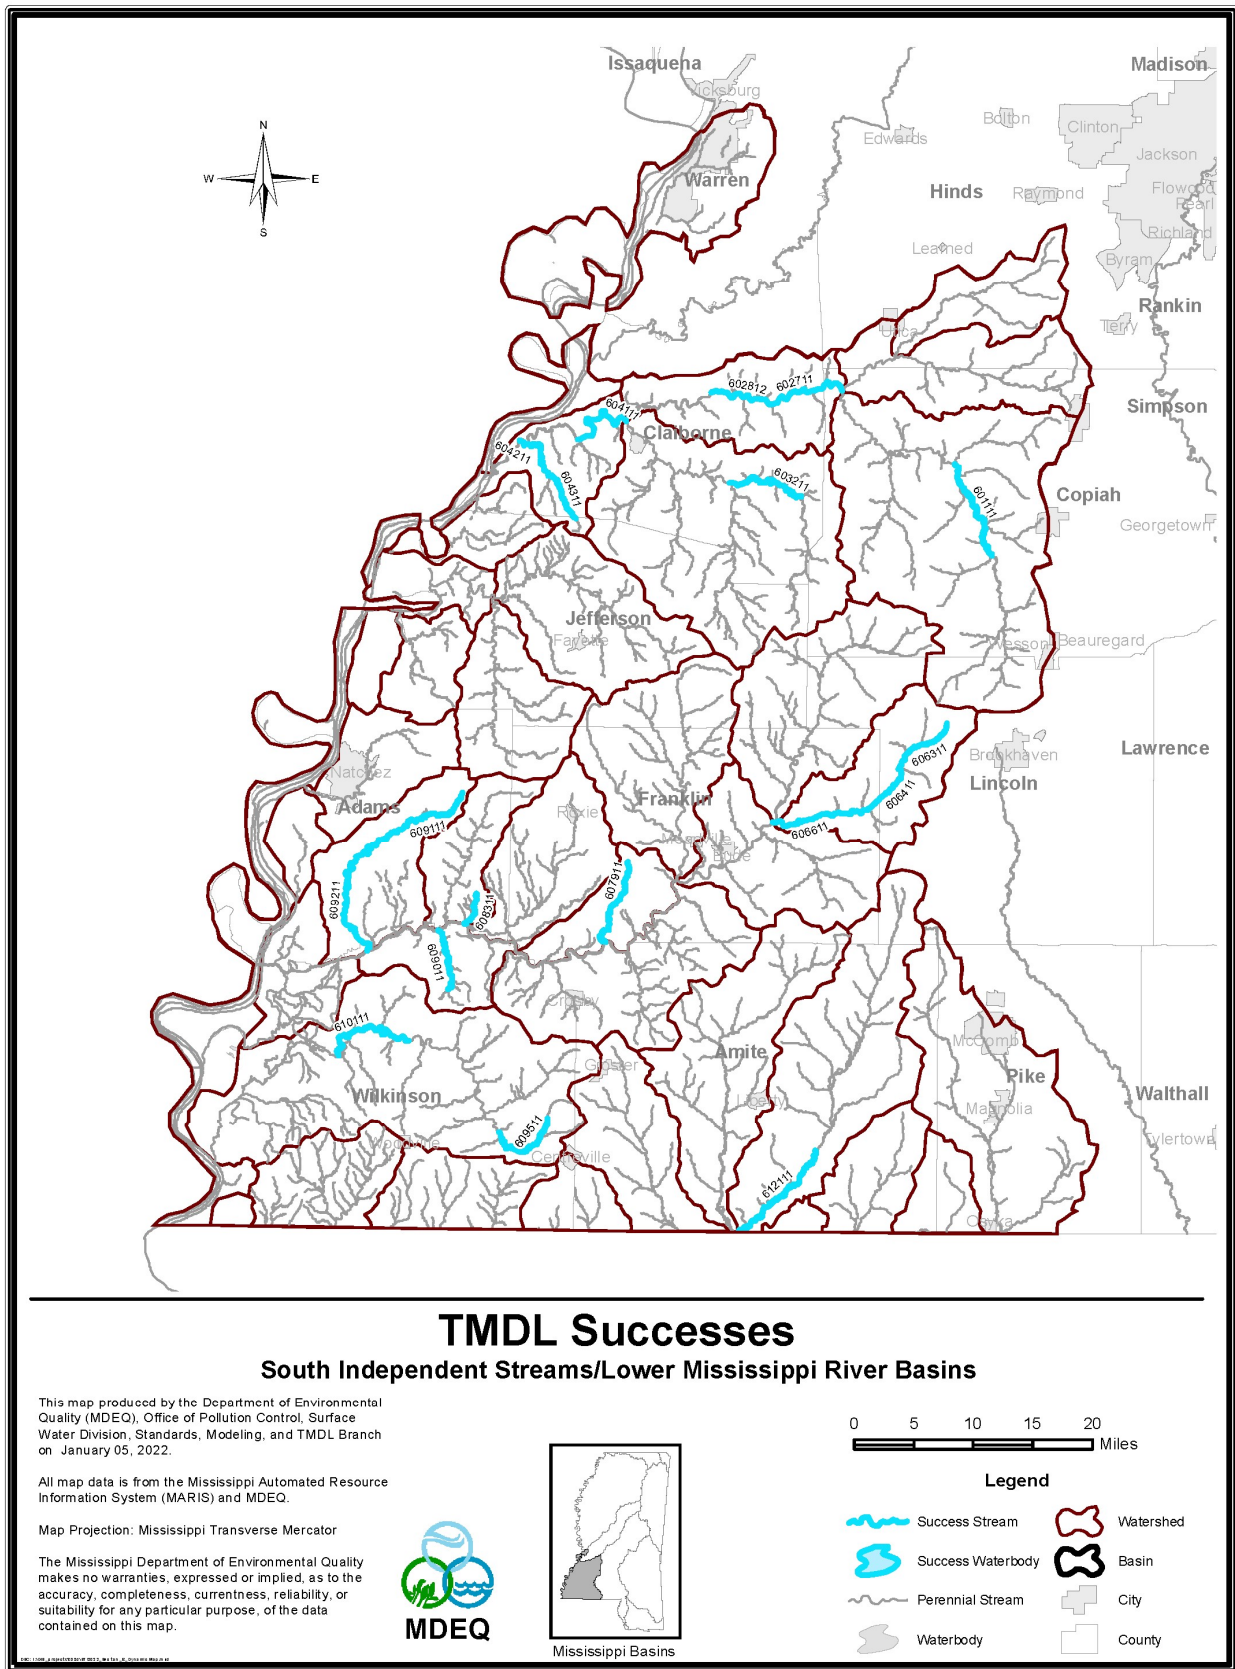 Issaquena
Madison
Vicksburg
Bolton
Clinton
Edwards
Jackson
Warren
Hinds
Raymond
Flowood
Pearl
Richland
Learned
Byram
Rankin
Utica
Terry
N
W
E
S
602812
602711
Simpson
604111
Claiborne
604211
604311
603211
601111
Copiah
Georgetown
Jefferson
Fayette
Wesson
Beauregard
606311
Brookhaven
Lawrence
Natchez
Lincoln
Adams
Franklin
606411
Roxie
609111
606611
Meadville
Bude
607911
609211
608311
609011
Crosby
610111
McComb
Amite
Gloster
Pike
Wilkinson
Liberty
Magnolia
Walthall
609511
Woodville
Tylertown
Centreville
612111
Osyka
TMDL Successes
South Independent Streams/Lower Mississippi River Basins
This map produced by the Department of Environmental
Quality (MDEQ), Office of Pollution Control, Surface
Water Division, Standards, Modeling, and TMDL Branch
on January 05, 2022.
All map data is from the Mississippi Automated Resource
Information System (MARIS) and MDEQ.
Map Projection: Mississippi Transverse Mercator
The Mississippi Department of Environmental Quality
makes no warranties, expressed or implied, as to the
accuracy, completeness, currentness, reliability, or
suitability for any particular purpose, of the data
contained on this map.
MDEQ
Mississippi Basins
0 5 10 15 20
Miles
Legend
Success Stream
Watershed
Success Waterbody
Basin
Perennial Stream
City
Waterbody
County